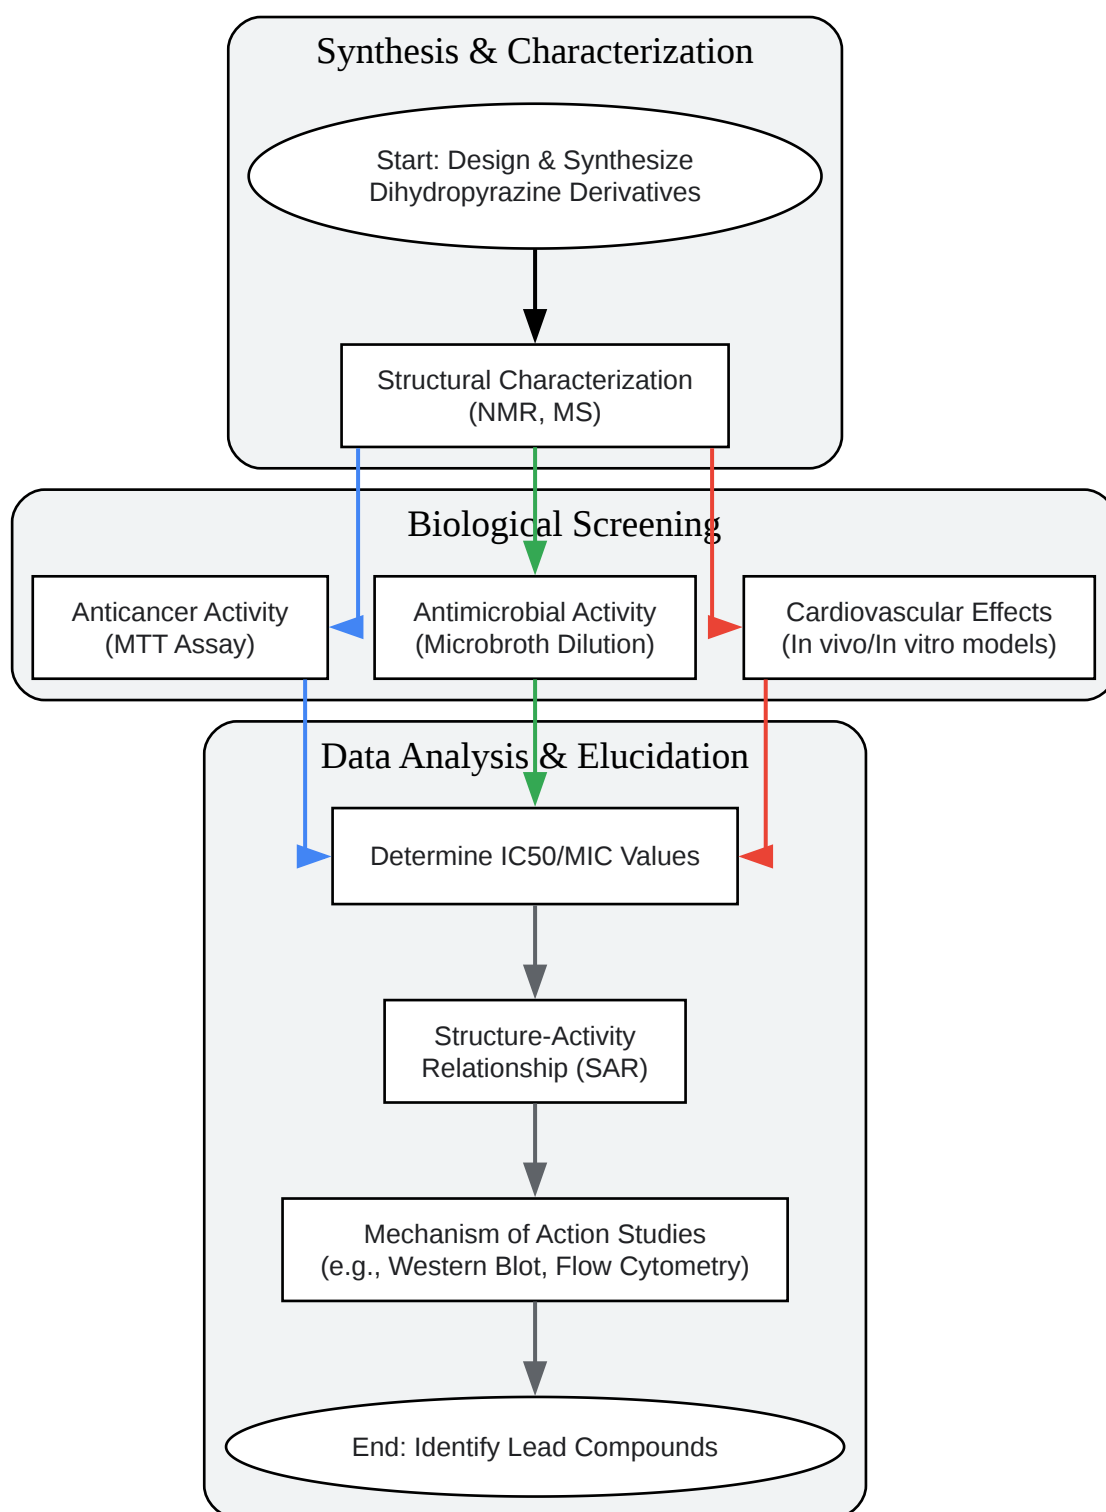 Synthesis & Characterization
Start: Design & Synthesize
Dihydropyrazine Derivatives
Structural Characterization
(NMR, MS)
Biological Screening
Anticancer Activity
(MTT Assay)
Antimicrobial Activity
(Microbroth Dilution)
Cardiovascular Effects
(In vivo/In vitro models)
Data Analysis & Elucidation
Determine IC50/MIC Values
Structure-Activity
Relationship (SAR)
Mechanism of Action Studies
(e.g., Western Blot, Flow Cytometry)
End: Identify Lead Compounds